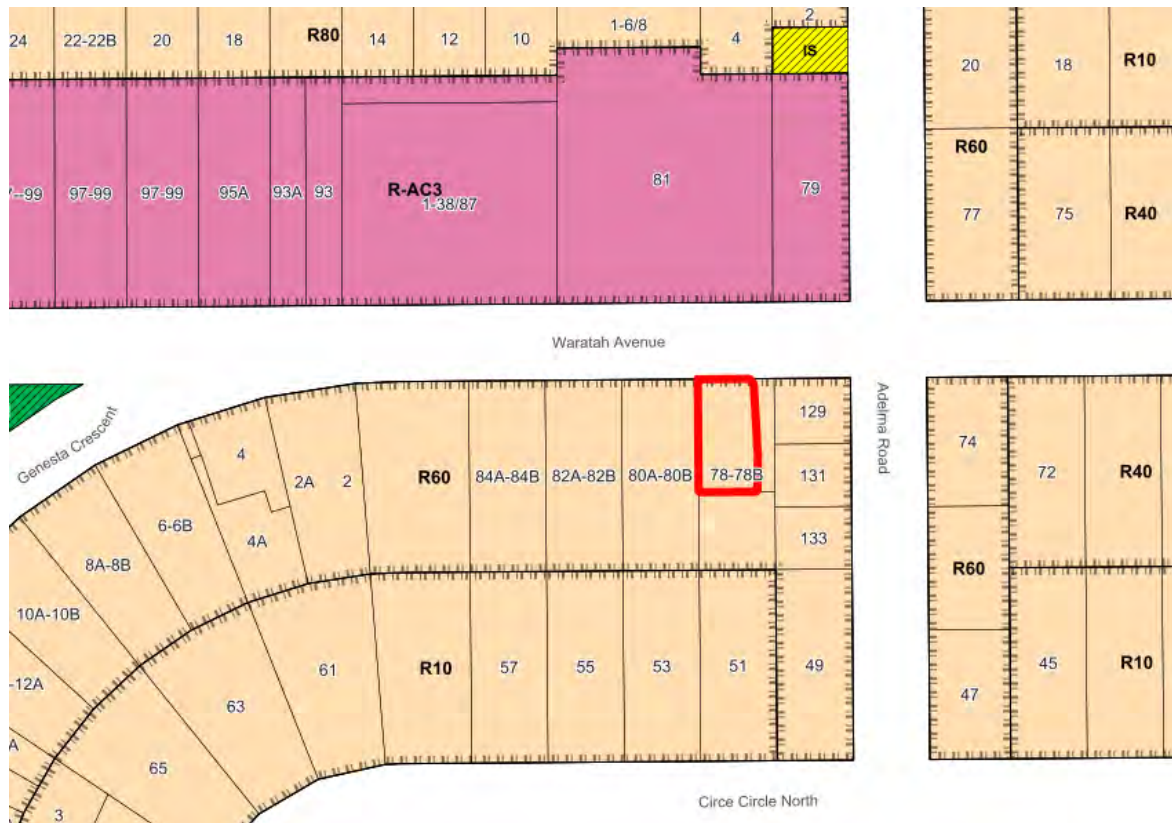 24
22-22B
20
18
R80
14
12
10
1-6/8
4
2
IS
20
18
R10
R60
97-99
97-99
95A
93A
93
R-AC3
1-38/87
81
79
77
75
R40
Waratah Avenue
Genesta Crescent
4
2A
2
R60
84A-84B
82A-82B
80A-80B
78-78B
129
131
133
Adelma Road
74
72
R40
6-6B
4A
8A-8B
10A-10B
R60
-12A
A
3
65
63
61
R10
57
55
53
51
49
47
45
R10
Circe Circle North